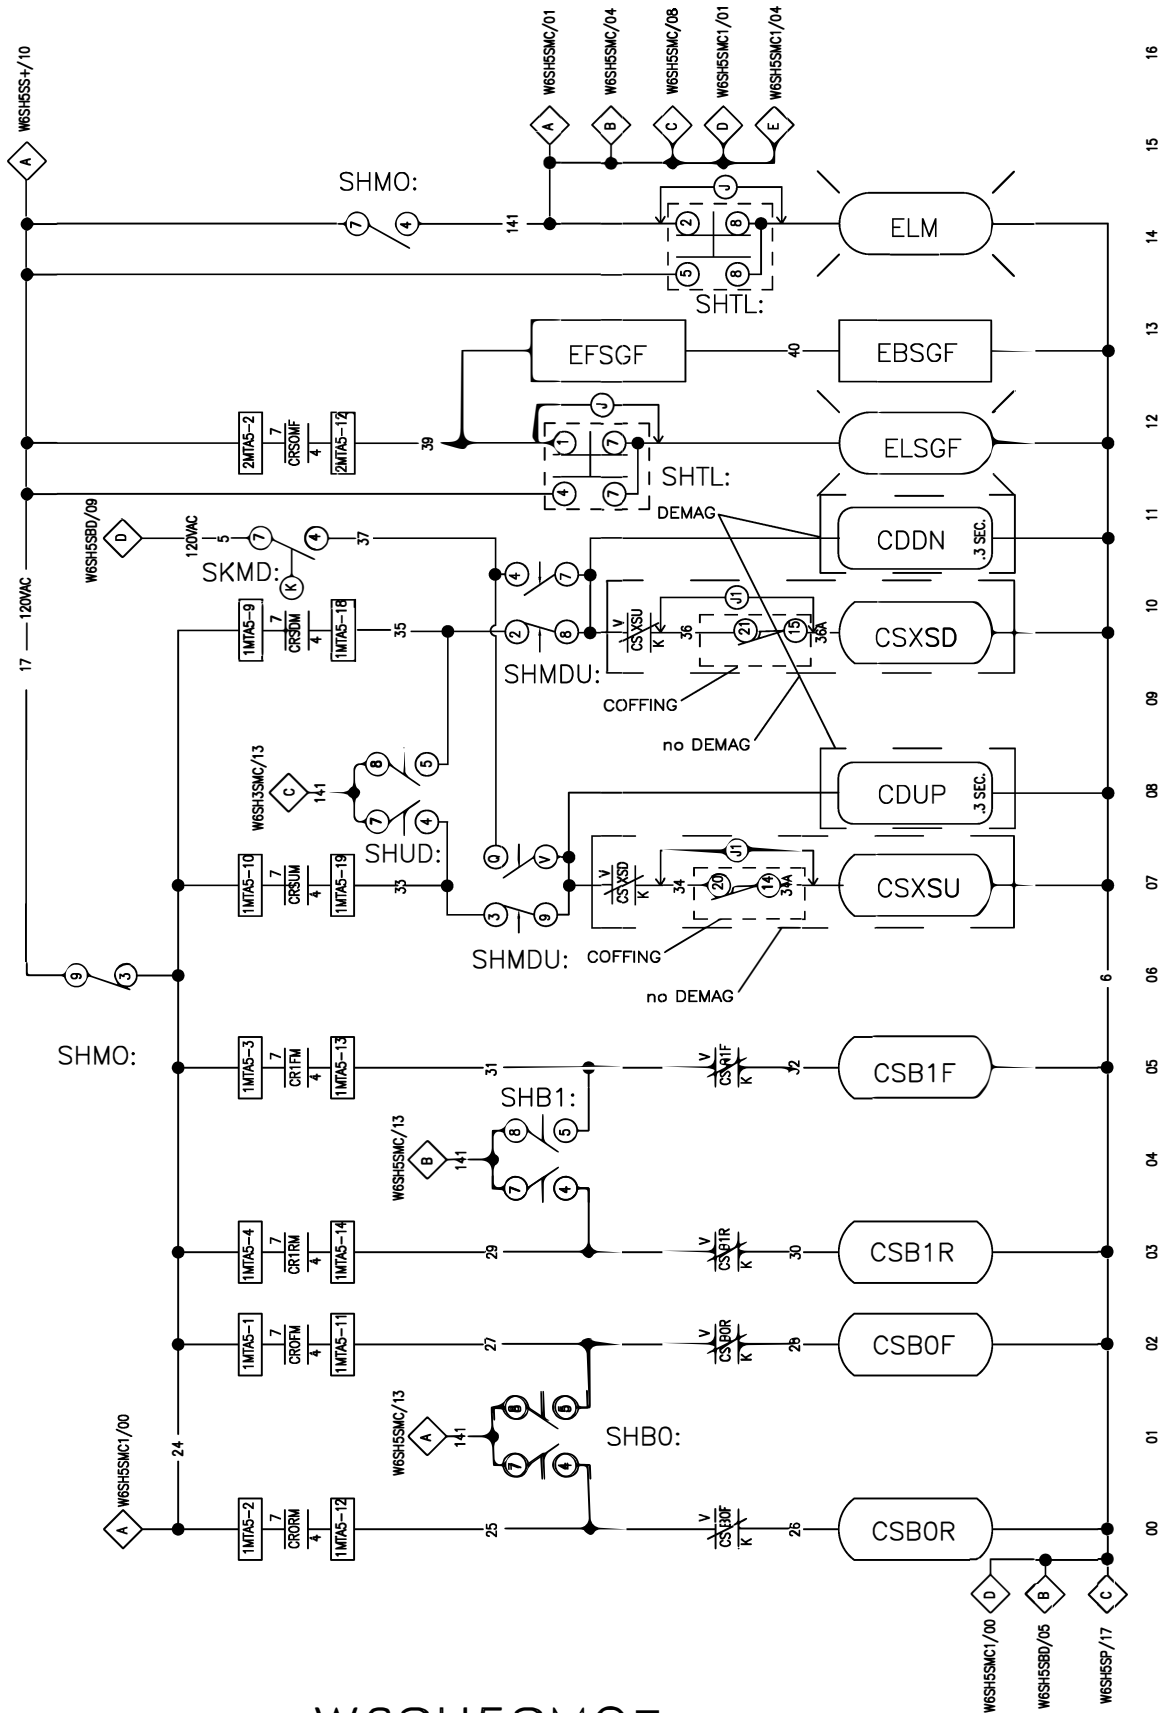 W6SH5SS+/10
A
W6SH5SMC/01
W6SH5SMC/04
W6SH5SMC/08
W6SH5SMC1/01
W6SH5SMC1/04
A
B
C
D
E
16
15
SHMO:
7
4
141
2
8
J
5
8
SHTL:
ELM
14
EFSGF
40
EBSGF
13
2MTA5-2
7
CRSOMF
4
2MTA5-12
39
1
7
J
4
7
SHTL:
ELSGF
12
W6SH5SBD/09
D
120VAC
5
7
4
K
SKMD:
37
DEMAG
CDDN
.3 SEC.
11
17
120VAC
1MTA5-9
7
CRSDM
4
1MTA5-18
35
4
7
2
8
SHMDU:
V
CSXSU
K
36
J1
21
15
36A
CSXSD
10
COFFING
no DEMAG
09
W6SH3SMC/13
C
141
8
5
7
4
SHUD:
CDUP
.3 SEC.
08
1MTA5-10
7
CRSUM
4
1MTA5-19
33
Q
V
3
9
SHMDU:
V
CSXSD
K
34
J1
20
14
34A
CSXSU
07
COFFING
no DEMAG
9
3
6
06
SHMO:
1MTA5-3
7
CR1FM
4
1MTA5-13
31
V
K
CSB1F
05
SHB1:
W6SH5SMC/13
B
141
8
5
7
4
04
1MTA5-4
7
CR1RM
4
1MTA5-14
29
V
K
30
CSB1R
03
1MTA5-1
7
CROFM
4
1MTA5-11
27
V
CSB0R
K
28
CSB0F
02
W6SH5SMC1/00
A
24
W6SH5SMC/13
A
141
7
4
SHB0:
01
1MTA5-2
7
CRORM
4
1MTA5-12
25
V
CSB0F
K
26
CSB0R
00
D
B
C
W6SH5SMC1/00
W6SH5SBD/05
W6SH5SP/17